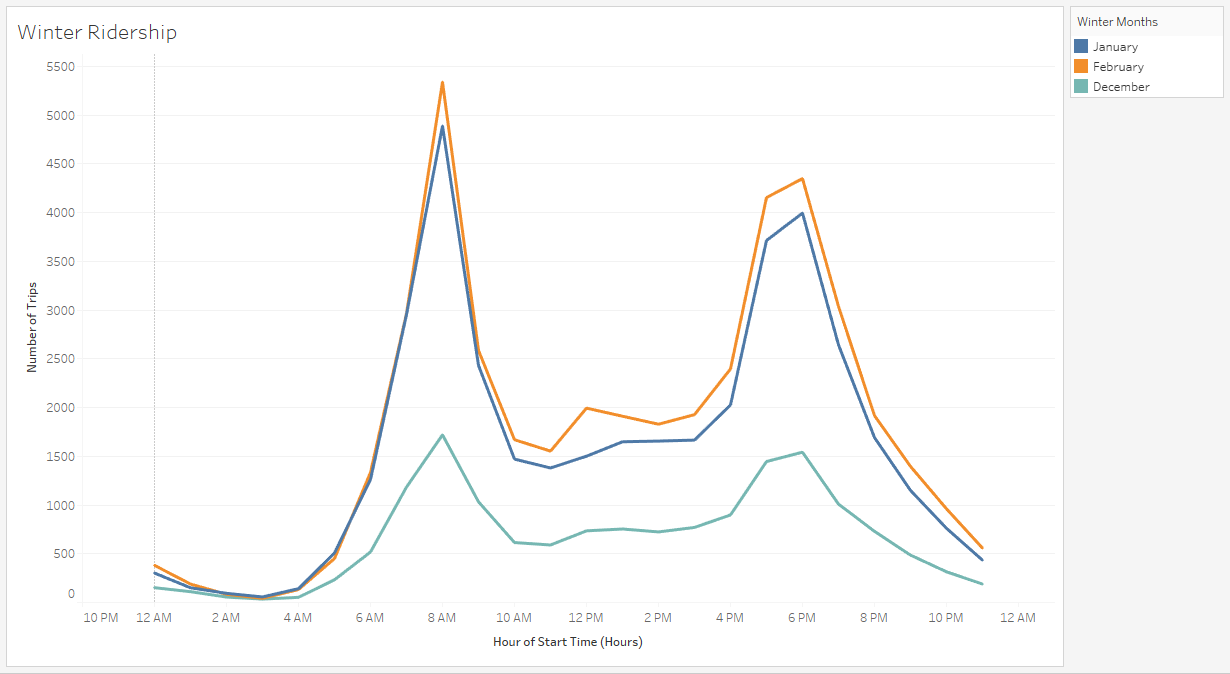 Winter Ridership
Winter Months
January
February
December
5500
5000
4500
4000
3500
3000
2500
2000
1500
1000
500
0
Number of Trips
10 PM 12 AM 2 AM 4 AM 6 AM 8 AM 10 AM 12 PM 2 PM 4 PM 6 PM 8 PM 10 PM 12 AM
Hour of Start Time (Hours)